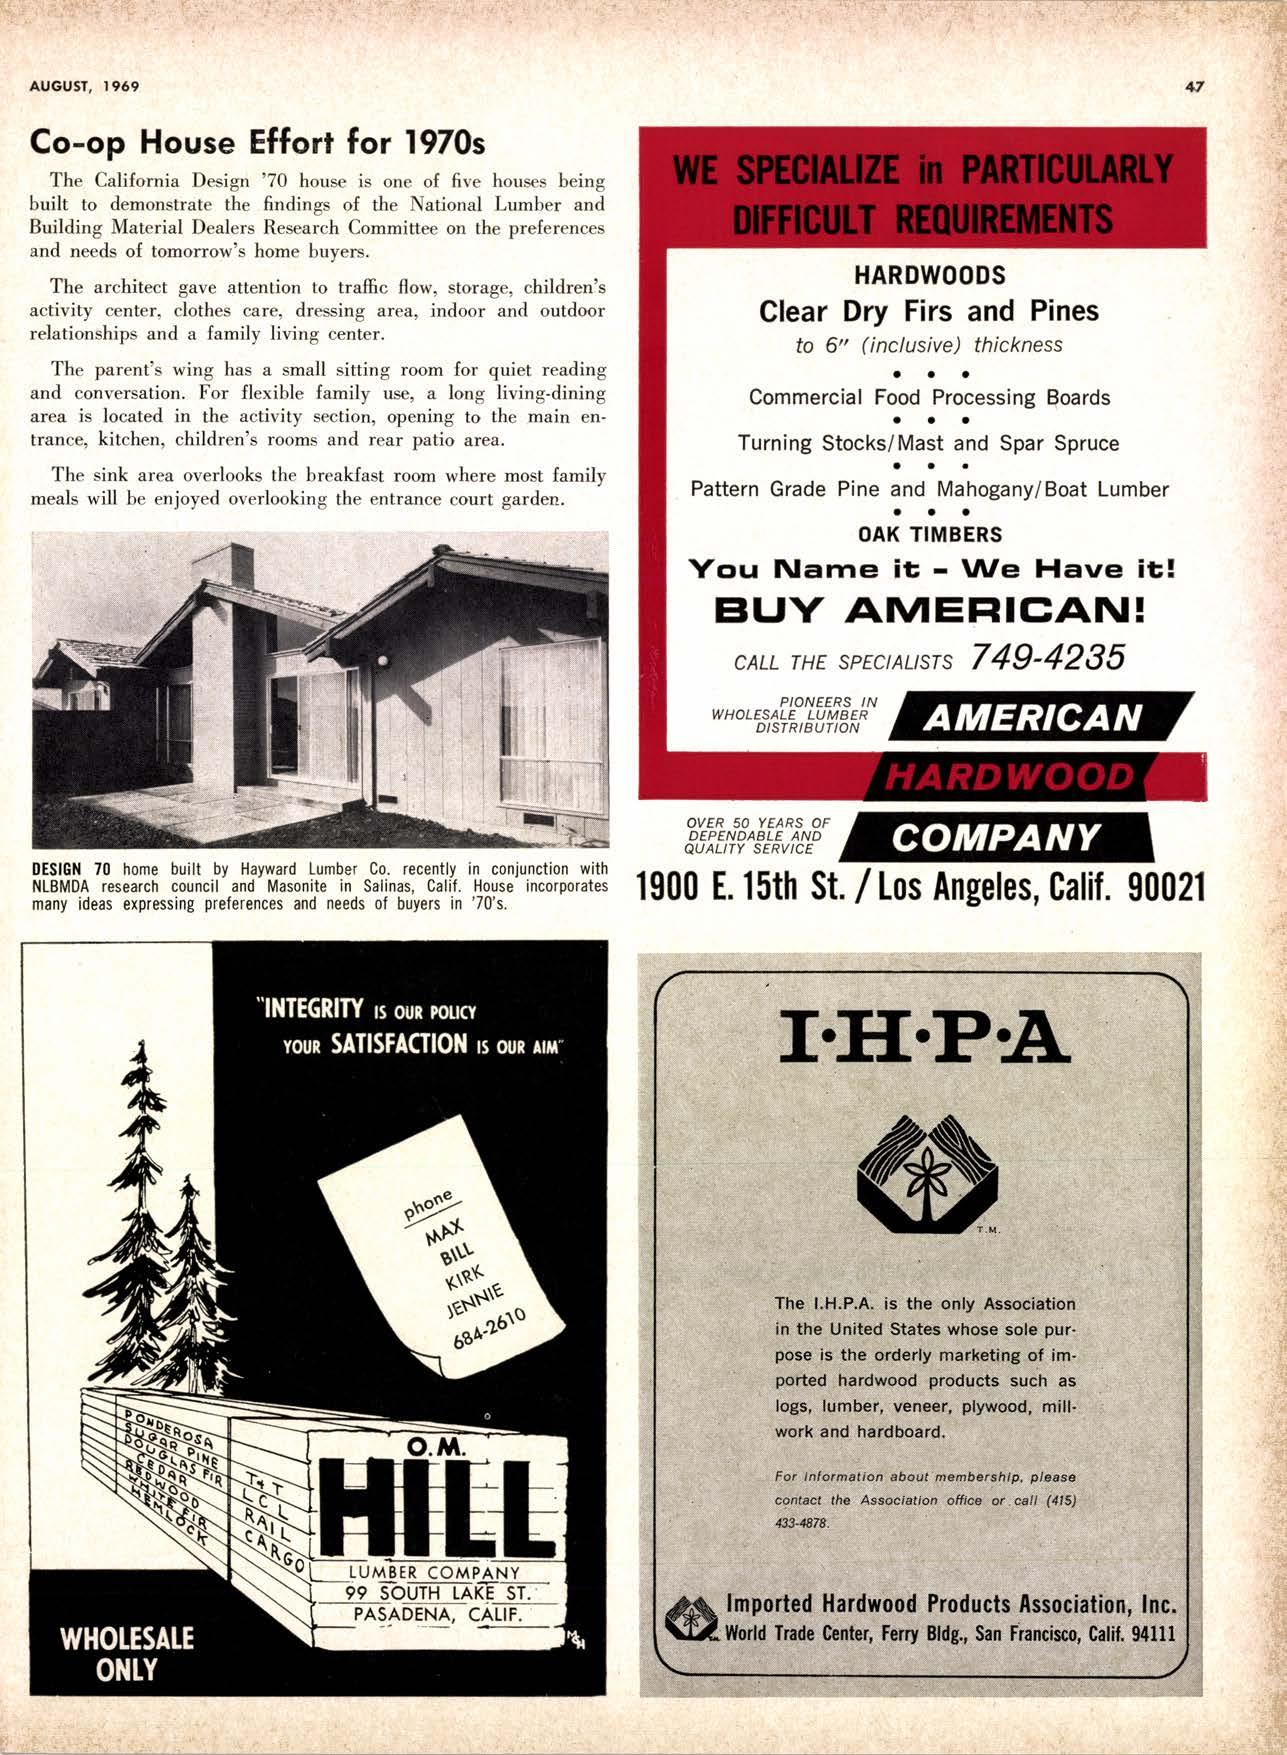 AUGUST, 1969
47
Co-op House Effort for 1970s
The California Design '70 house is one of five houses being
built to demonstrate the findings of the National Lumber and
Building Material Dealers Research Committee on the preferences
and needs of tomorrow's home buyers.
The architect gave attention to traffic flow, storage, children's
activity center, clothes care, dressing area, indoor and outdoor
relationships and a family living center.
The parent's wing has a small sitting room for quiet reading
and conversation. For flexible family use, a long living-dining
area is located in the activity section, opening to the main en-
trance, kitchen, children's rooms and rear patio area.
The sink area overlooks the breakfast room where most family
meals will be enjoyed overlooking the entrance court garden.
DESIGN 70 home built by Hayward Lumber Co. recently in conjunction with
NLBMDA research council and Masonite in Salinas, Calif. House incorporates
many ideas expressing preferences and needs of buyers in '70's.
WE SPECIALIZE in PARTICULARLY
DIFFICULT REQUIREMENTS
HARDWOODS
Clear Dry Firs and Pines
to 6" (inclusive) thickness
• • •
Commercial Food Processing Boards
• • •
Turning Stocks/Mast and Spar Spruce
• • •
Pattern Grade Pine and Mahogany/Boat Lumber
• • •
OAK TIMBERS
You Name it - We Have it!
BUY AMERICAN!
CALL THE SPECIALISTS 749-4235
PIONEERS IN
WHOLESALE LUMBER
DISTRIBUTION
AMERICAN
HARDWOOD
COMPANY
OVER 50 YEARS OF
DEPENDABLE AND
QUALITY SERVICE
1900 E. 15th St. / Los Angeles, Calif. 90021
"INTEGRITY IS OUR POLICY
YOUR SATISFACTION IS OUR AIM"
phone
MAX
BILL
KIRK
JENNIE
684-2610
PONDEROSA
SUGAR PINE
DOUGLAS FIR
CEDAR
REDWOOD
WHITE FIR
HEMLOCK
T & T
L C L
RAIL
CARGO
O.M.
HILL
LUMBER COMPANY
99 SOUTH LAKE ST.
PASADENA, CALIF.
WHOLESALE
ONLY
I·H·P·A
T.M.
The I.H.P.A. is the only Association
in the United States whose sole pur-
pose is the orderly marketing of im-
ported hardwood products such as
logs, lumber, veneer, plywood, mill-
work and hardboard.
For information about membership, please
contact the Association office or call (415)
433-4878.
Imported Hardwood Products Association, Inc.
World Trade Center, Ferry Bldg., San Francisco, Calif. 94111